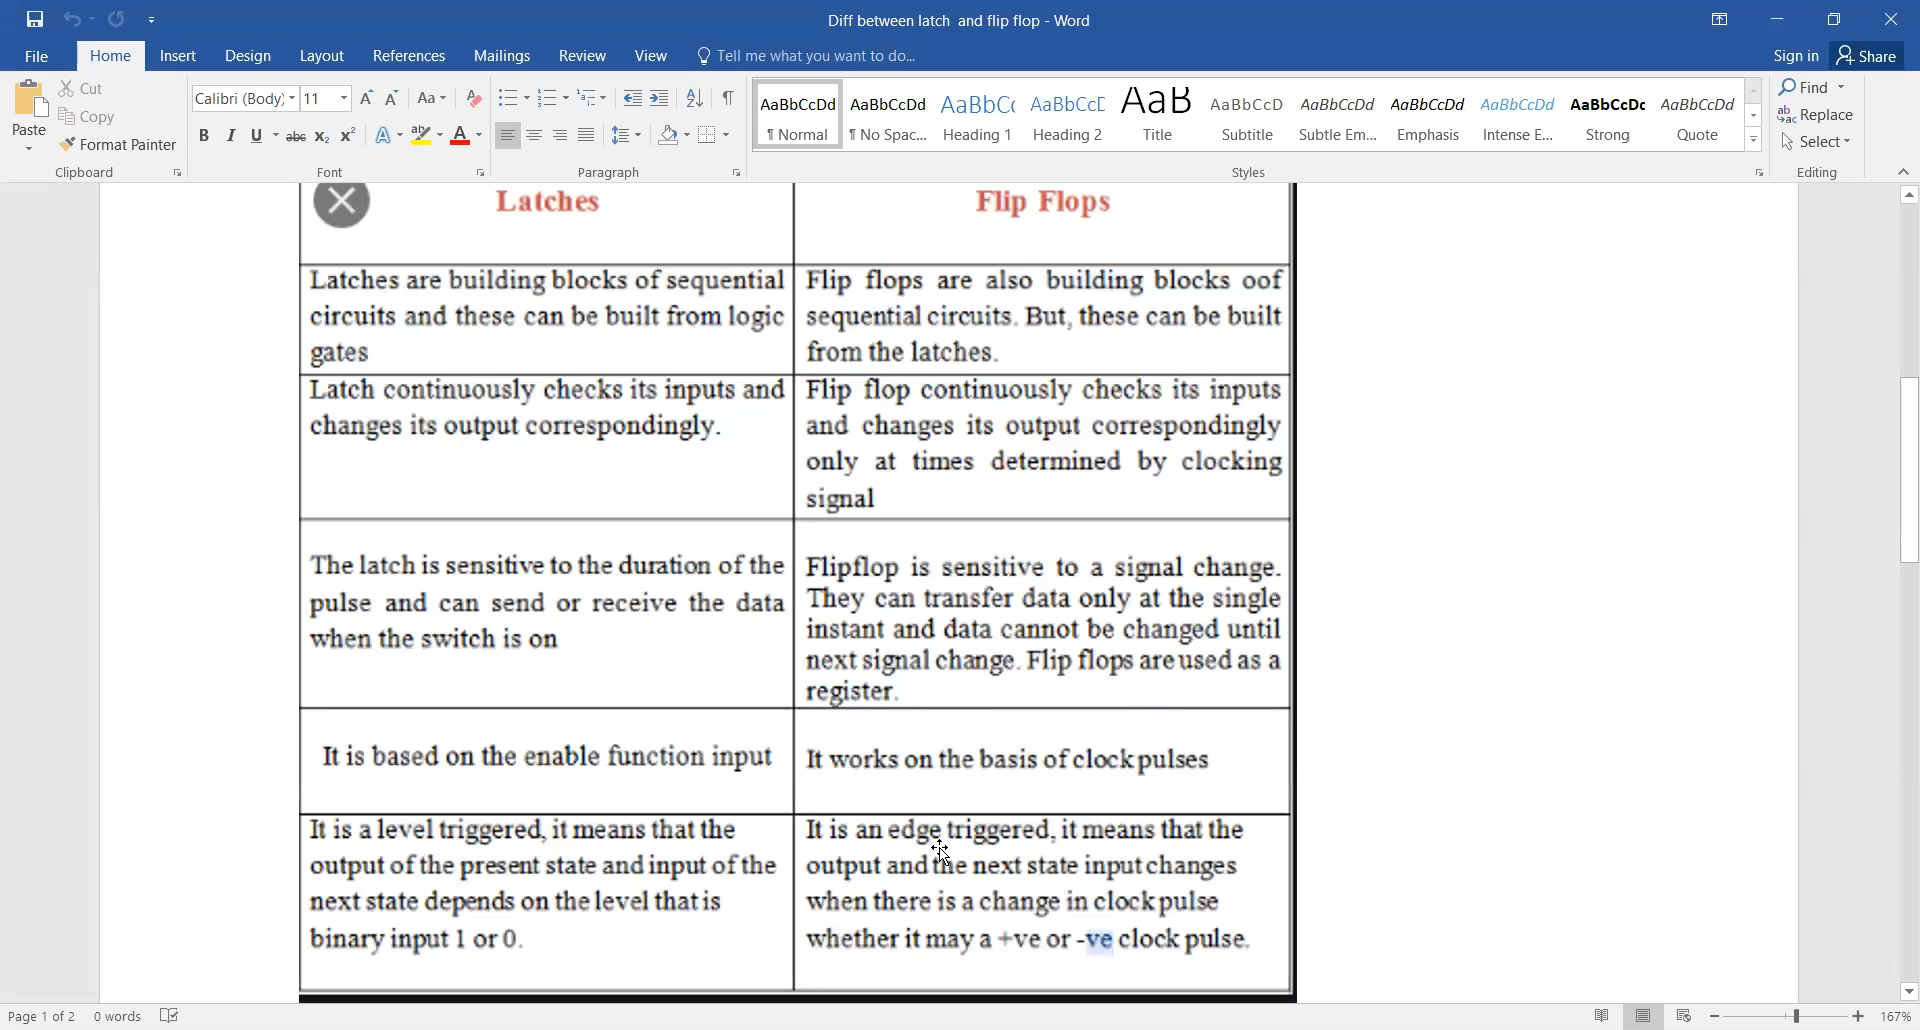 Diff between latch and flip flop - Word
File Home Insert Design Layout References Mailings Review View Tell me what you want to do... Sign in Share
Paste Cut Copy Format Painter Clipboard
Calibri (Body) 11 Aa
B I U abc X₂ X² A ab A Font
Paragraph
AaBbCcDd AaBbCcDd AaBbCc AaBbCcC AaB AaBbCcD AaBbCcDd AaBbCcDd AaBbCcDd AaBbCcDc AaBbCcDd
¶ Normal ¶ No Spac... Heading 1 Heading 2 Title Subtitle Subtle Em... Emphasis Intense E... Strong Quote
Styles
Find
Replace
Select
Editing
Latches
Flip Flops
Latches are building blocks of sequential
circuits and these can be built from logic
gates
Flip flops are also building blocks oof
sequential circuits. But, these can be built
from the latches.
Latch continuously checks its inputs and
changes its output correspondingly.
Flip flop continuously checks its inputs
and changes its output correspondingly
only at times determined by clocking
signal
The latch is sensitive to the duration of the
pulse and can send or receive the data
when the switch is on
Flipflop is sensitive to a signal change.
They can transfer data only at the single
instant and data cannot be changed until
next signal change. Flip flops are used as a
register.
It is based on the enable function input
It works on the basis of clock pulses
It is a level triggered, it means that the
output of the present state and input of the
next state depends on the level that is
binary input 1 or 0.
It is an edge triggered, it means that the
output and the next state input changes
when there is a change in clock pulse
whether it may a +ve or -ve clock pulse.
Page 1 of 2 0 words 167%